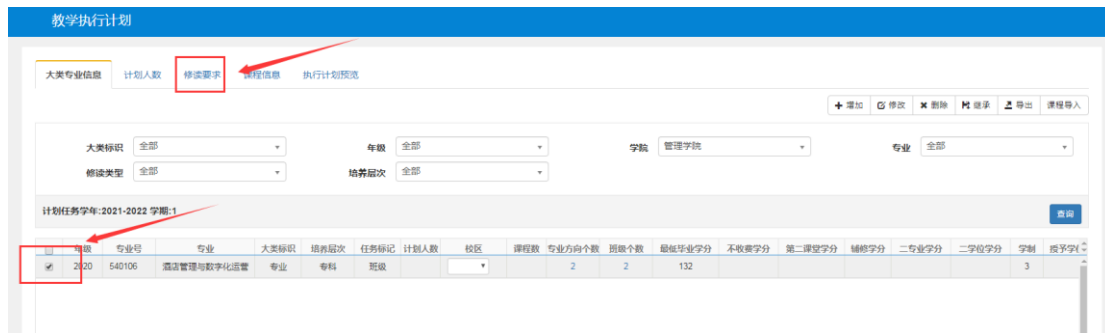 教学执行计划
大类专业信息 计划人数 修读要求 课程信息 执行计划预览
增加 修改 删除 继承 导出 课程导入
大类标识 全部 年级 全部 学院 管理学院 专业 全部
修读类型 全部 培养层次 全部
计划任务学年:2021-2022 学期:1 查询
年级 专业号 专业 大类标识 培养层次 任务标记 计划人数 校区 课程数 专业方向个数 班级个数 最低毕业学分 不收费学分 第二课堂学分 辅修学分 二专业学分 二学位学分 学制 授予学位
2020 540106 酒店管理与数字化运营 专业 专科 班级 2 2 132 3